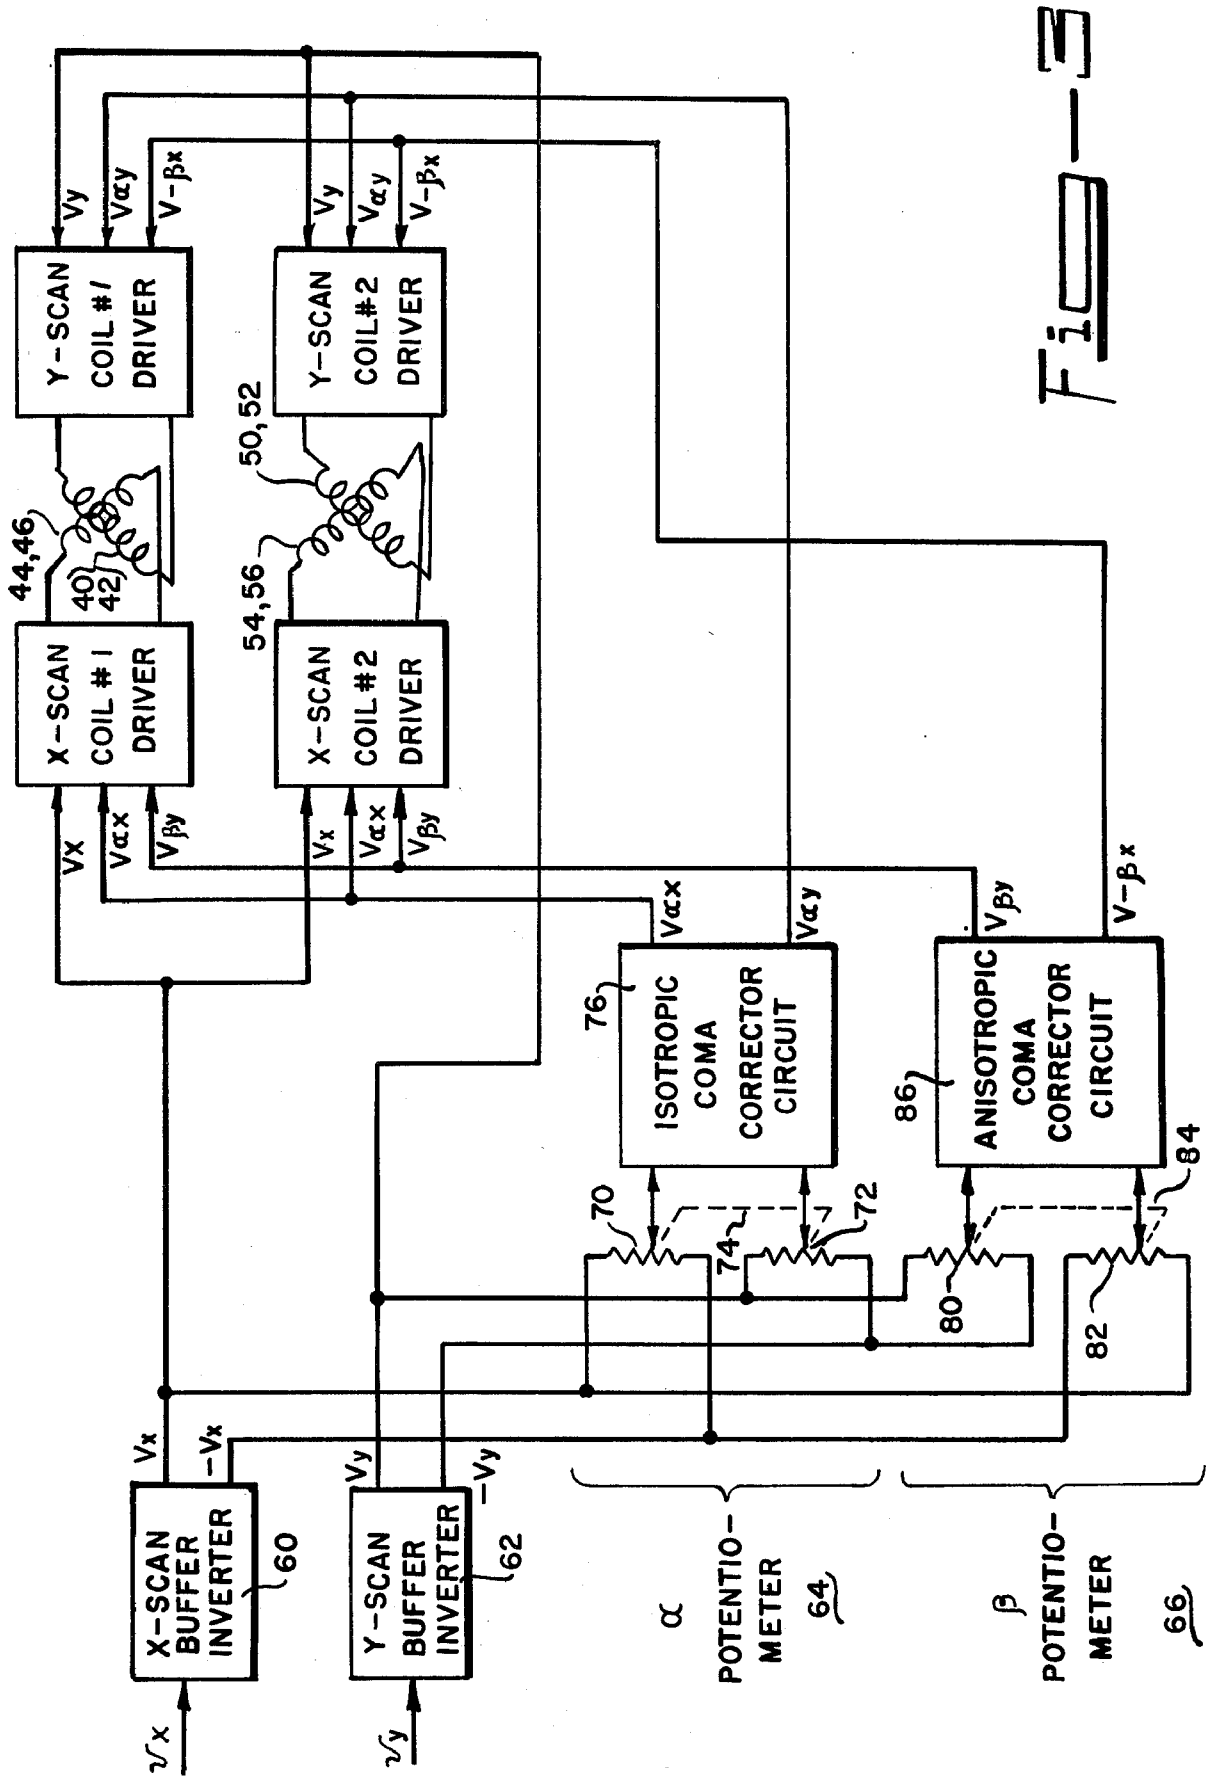 υx
X-SCAN
BUFFER
INVERTER
60
Vx
-Vx
υy
Y-SCAN
BUFFER
INVERTER
62
Vy
-Vy
Vx
Vαx
Vβy
X-SCAN
COIL #1
DRIVER
44,46
40
42
Y-SCAN
COIL #1
DRIVER
Vy
Vαy
V-βx
Vx
Vαx
Vβy
X-SCAN
COIL #2
DRIVER
54,56
50,52
Y-SCAN
COIL #2
DRIVER
Vy
Vαy
V-βx
α
POTENTIO-
METER
64
70
74
72
76
ISOTROPIC
COMA
CORRECTOR
CIRCUIT
Vαx
Vαy
β
POTENTIO-
METER
66
80
82
84
86
ANISOTROPIC
COMA
CORRECTOR
CIRCUIT
Vβy
V-βx
Fig-3